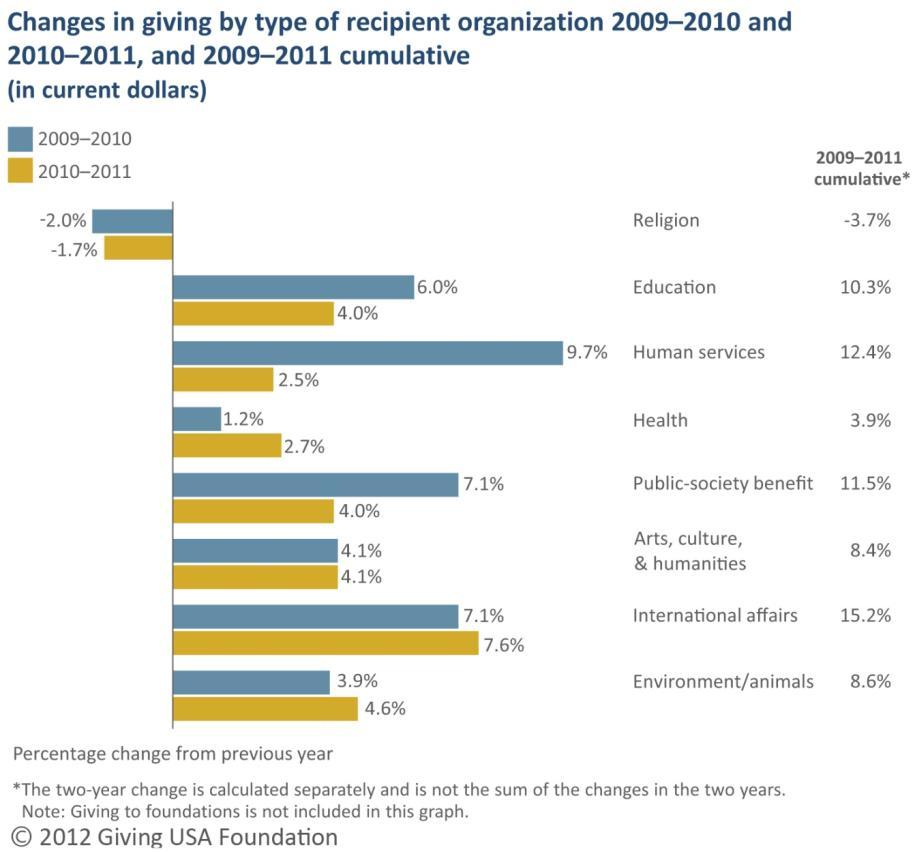 Changes in giving by type of recipient organization 2009–2010 and
2010–2011, and 2009–2011 cumulative
(in current dollars)
2009–2010
2010–2011
2009–2011
cumulative*
-2.0%
-1.7%
Religion
-3.7%
6.0%
4.0%
Education
10.3%
9.7%
2.5%
Human services
12.4%
1.2%
2.7%
Health
3.9%
7.1%
4.0%
Public-society benefit
11.5%
4.1%
4.1%
Arts, culture,
& humanities
8.4%
7.1%
7.6%
International affairs
15.2%
3.9%
4.6%
Environment/animals
8.6%
Percentage change from previous year
*The two-year change is calculated separately and is not the sum of the changes in the two years.
Note: Giving to foundations is not included in this graph.
© 2012 Giving USA Foundation